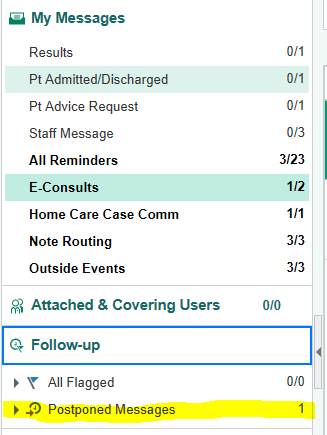 My Messages
Results 0/1
Pt Admitted/Discharged 0/1
Pt Advice Request 0/1
Staff Message 0/3
All Reminders 3/23
E-Consults 1/2
Home Care Case Comm 1/1
Note Routing 3/3
Outside Events 3/3
Attached & Covering Users 0/0
Follow-up
All Flagged 0/0
Postponed Messages 1